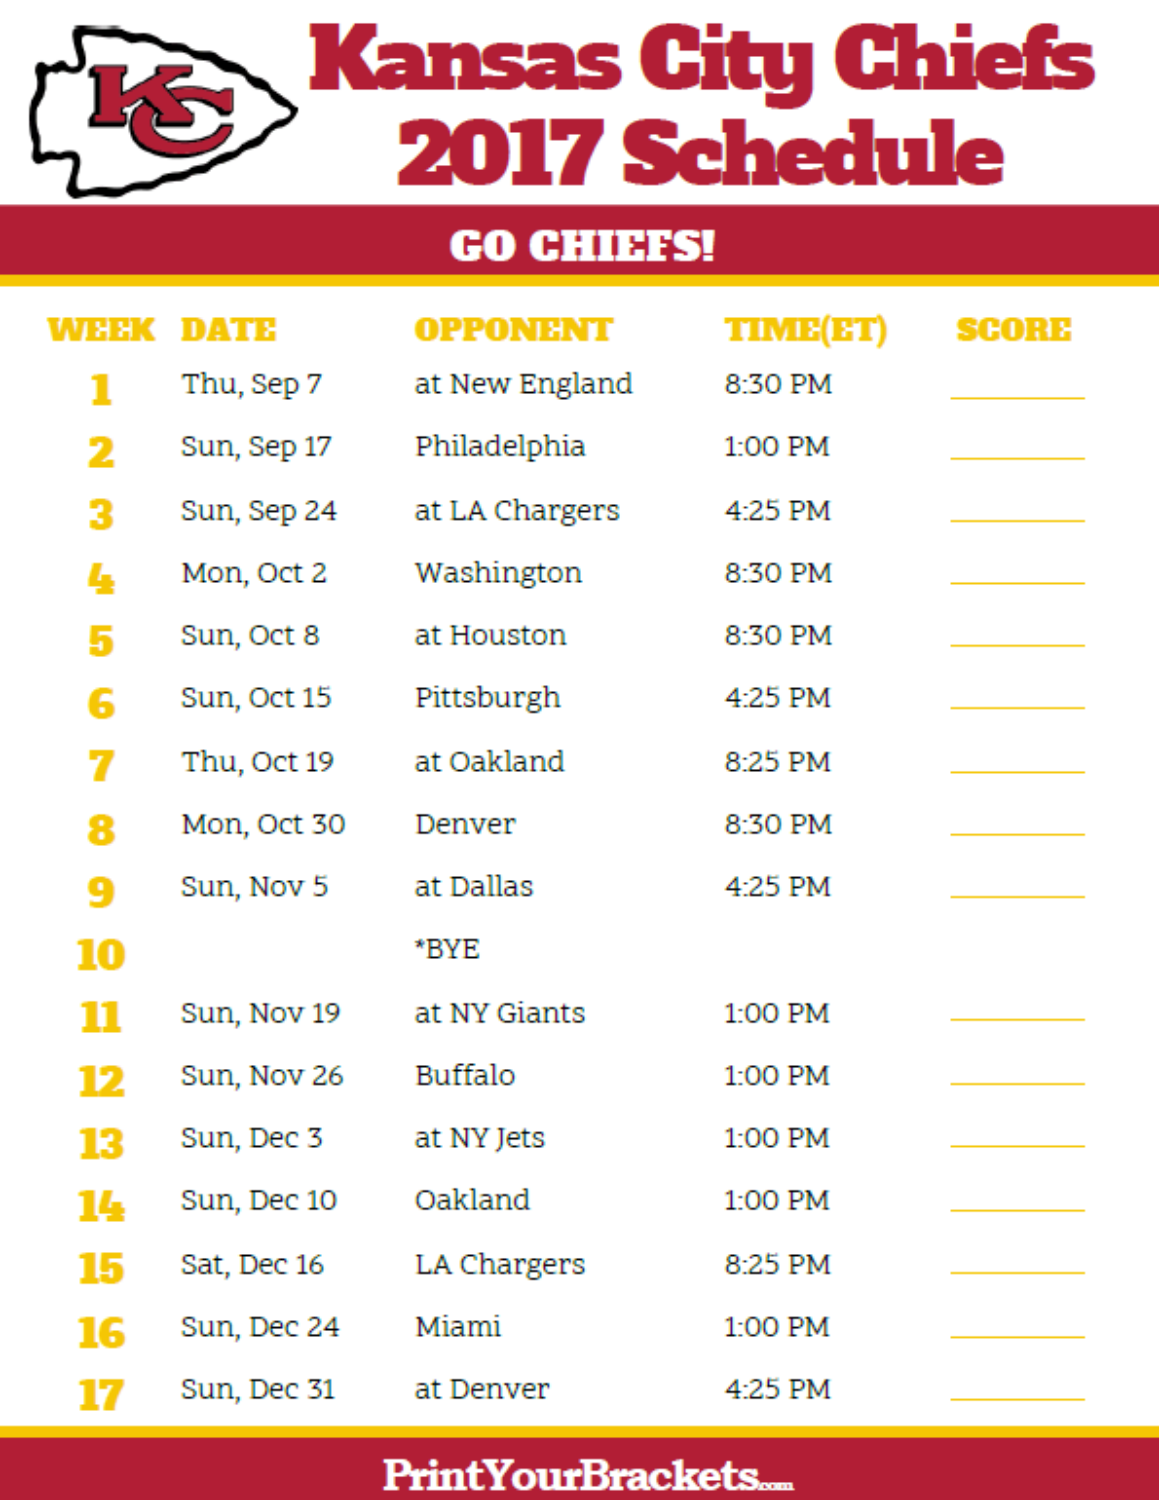 KC
Kansas City Chiefs
2017 Schedule
GO CHIEFS!
WEEK DATE OPPONENT TIME(ET) SCORE
1 Thu, Sep 7 at New England 8:30 PM
2 Sun, Sep 17 Philadelphia 1:00 PM
3 Sun, Sep 24 at LA Chargers 4:25 PM
4 Mon, Oct 2 Washington 8:30 PM
5 Sun, Oct 8 at Houston 8:30 PM
6 Sun, Oct 15 Pittsburgh 4:25 PM
7 Thu, Oct 19 at Oakland 8:25 PM
8 Mon, Oct 30 Denver 8:30 PM
9 Sun, Nov 5 at Dallas 4:25 PM
10 *BYE
11 Sun, Nov 19 at NY Giants 1:00 PM
12 Sun, Nov 26 Buffalo 1:00 PM
13 Sun, Dec 3 at NY Jets 1:00 PM
14 Sun, Dec 10 Oakland 1:00 PM
15 Sat, Dec 16 LA Chargers 8:25 PM
16 Sun, Dec 24 Miami 1:00 PM
17 Sun, Dec 31 at Denver 4:25 PM
PrintYourBrackets.com